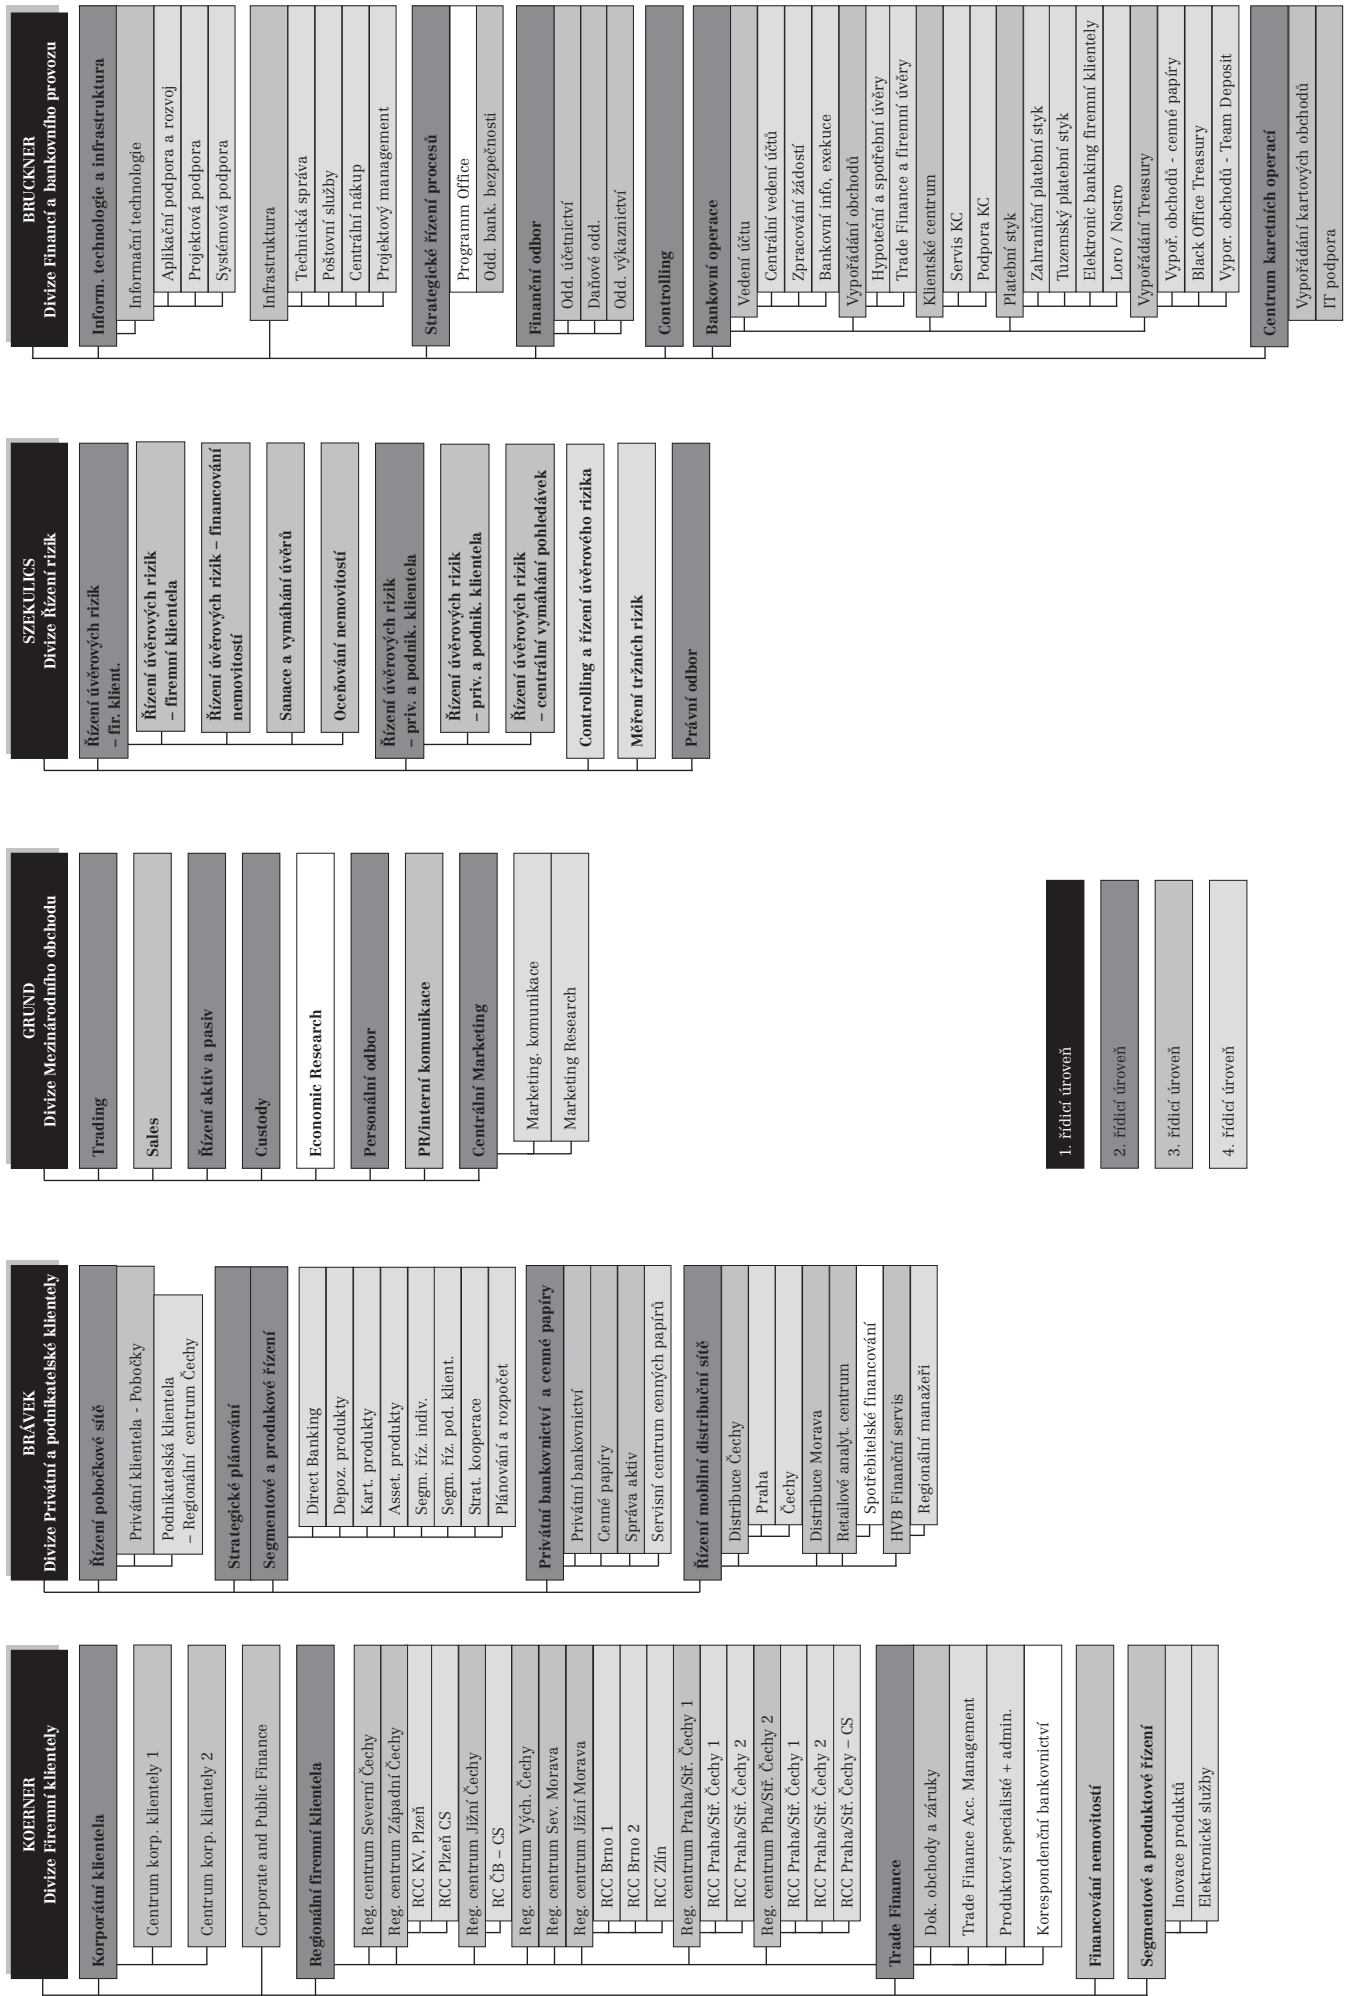 KOERNER
Divize Firemní klientely
Korporátní klientela
Centrum korp. klientely 1
Centrum korp. klientely 2
Corporate and Public Finance
Regionální firemní klientela
Reg. centrum Severní Čechy
Reg. centrum Západní Čechy
RCC KV, Plzeň
RCC Plzeň CS
Reg. centrum Jižní Čechy
RC ČB – CS
Reg. centrum Vých. Čechy
Reg. centrum Sev. Morava
Reg. centrum Jižní Morava
RCC Brno 1
RCC Brno 2
RCC Zlín
Reg. centrum Praha/Stř. Čechy 1
RCC Praha/Stř. Čechy 1
RCC Praha/Stř. Čechy 2
Reg. centrum Pha/Stř. Čechy 2
RCC Praha/Stř. Čechy 1
RCC Praha/Stř. Čechy 2
RCC Praha/Stř. Čechy – CS
Trade Finance
Dok. obchody a záruky
Trade Finance Acc. Management
Produktoví specialisté + admin.
Korespondenční bankovnictví
Financování nemovitostí
Segmentové a produktové řízení
Inovace produktů
Elektronické služby
BRÁVEK
Divize Privátní a podnikatelské klientely
Řízení pobočkové sítě
Privátní klientela - Pobočky
Podnikatelská klientela
– Regionální centrum Čechy
Strategické plánování
Segmentové a produkové řízení
Direct Banking
Depoz. produkty
Kart. produkty
Asset. produkty
Segm. říz. indiv.
Segm. říz. pod. klient.
Strat. kooperace
Plánování a rozpočet
Privátní bankovnictví a cenné papíry
Privátní bankovnictví
Cenné papíry
Správa aktiv
Servisní centrum cenných papírů
Řízení mobilní distribuční sítě
Distribuce Čechy
Praha
Čechy
Distribuce Morava
Retailové analyt. centrum
Spotřebitelské financování
HVB Finanční servis
Regionální manažeři
GRUND
Divize Mezinárodního obchodu
Trading
Sales
Řízení aktiv a pasiv
Custody
Economic Research
Personální odbor
PR/interní komunikace
Centrální Marketing
Marketing. komunikace
Marketing Research
1. řídicí úroveň
2. řídicí úroveň
3. řídicí úroveň
4. řídicí úroveň
SZEKULICS
Divize Řízení rizik
Řízení úvěrových rizik
– fir. klient.
Řízení úvěrových rizik
– firemní klientela
Řízení úvěrových rizik – financování
nemovitostí
Sanace a vymáhání úvěrů
Oceňování nemovitostí
Řízení úvěrových rizik
– priv. a podnik. klientela
Řízení úvěrových rizik
– priv. a podnik. klientela
Řízení úvěrových rizik
– centrální vymáhání pohledávek
Controlling a řízení úvěrového rizika
Měření tržních rizik
Právní odbor
BRUCKNER
Divize Financí a bankovního provozu
Inform. technologie a infrastruktura
Informační technologie
Aplikační podpora a rozvoj
Projektová podpora
Systémová podpora
Infrastruktura
Technická správa
Poštovní služby
Centrální nákup
Projektový management
Strategické řízení procesů
Programm Office
Odd. bank. bezpečnosti
Finanční odbor
Odd. účetnictví
Daňové odd.
Odd. výkaznictví
Controlling
Bankovní operace
Vedení účtu
Centrální vedení účtů
Zpracování žádostí
Bankovní info, exekuce
Vypořádání obchodů
Hypoteční a spotřební úvěry
Trade Finance a firemní úvěry
Klientské centrum
Servis KC
Podpora KC
Platební styk
Zahraniční platební styk
Tuzemský platební styk
Elektronic banking firemní klientely
Loro / Nostro
Vypořádání Treasury
Vypoř. obchodů - cenné papíry
Black Office Treasury
Vypor. obchodů - Team Deposit
Centrum karetních operací
Vypořádání kartových obchodů
IT podpora